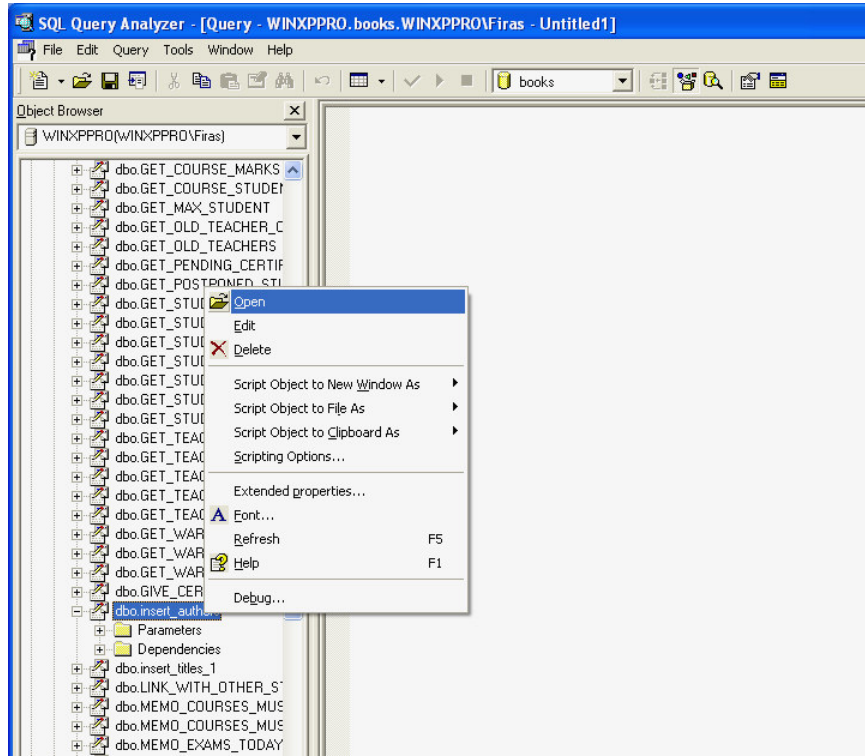 SQL Query Analyzer - [Query - WINXPPRO.books.WINXPPRO\Firas - Untitled1]
File Edit Query Tools Window Help
books
Object Browser
WINXPPRO(WINXPPRO\Firas)
dbo.GET_COURSE_MARKS
dbo.GET_COURSE_STUDEN
dbo.GET_MAX_STUDENT
dbo.GET_OLD_TEACHER_C
dbo.GET_OLD_TEACHERS
dbo.GET_PENDING_CERTIF
dbo.GET_POSTPONED_STU
dbo.GET_STUD
dbo.GET_STUD
dbo.GET_STUD
dbo.GET_STUD
dbo.GET_STUD
dbo.GET_STUD
dbo.GET_STUD
dbo.GET_TEAC
dbo.GET_TEAC
dbo.GET_TEAC
dbo.GET_TEAC
dbo.GET_TEAC
dbo.GET_WAR
dbo.GET_WAR
dbo.GET_WAR
dbo.GIVE_CER
dbo.insert_autho
Parameters
Dependencies
dbo.insert_titles_1
dbo.LINK_WITH_OTHER_S
dbo.MEMO_COURSES_MUS
dbo.MEMO_COURSES_MUS
dbo.MEMO_EXAMS_TODAY
Open
Edit
Delete
Script Object to New Window As
Script Object to File As
Script Object to Clipboard As
Scripting Options...
Extended properties...
Font...
Refresh F5
Help F1
Debug...